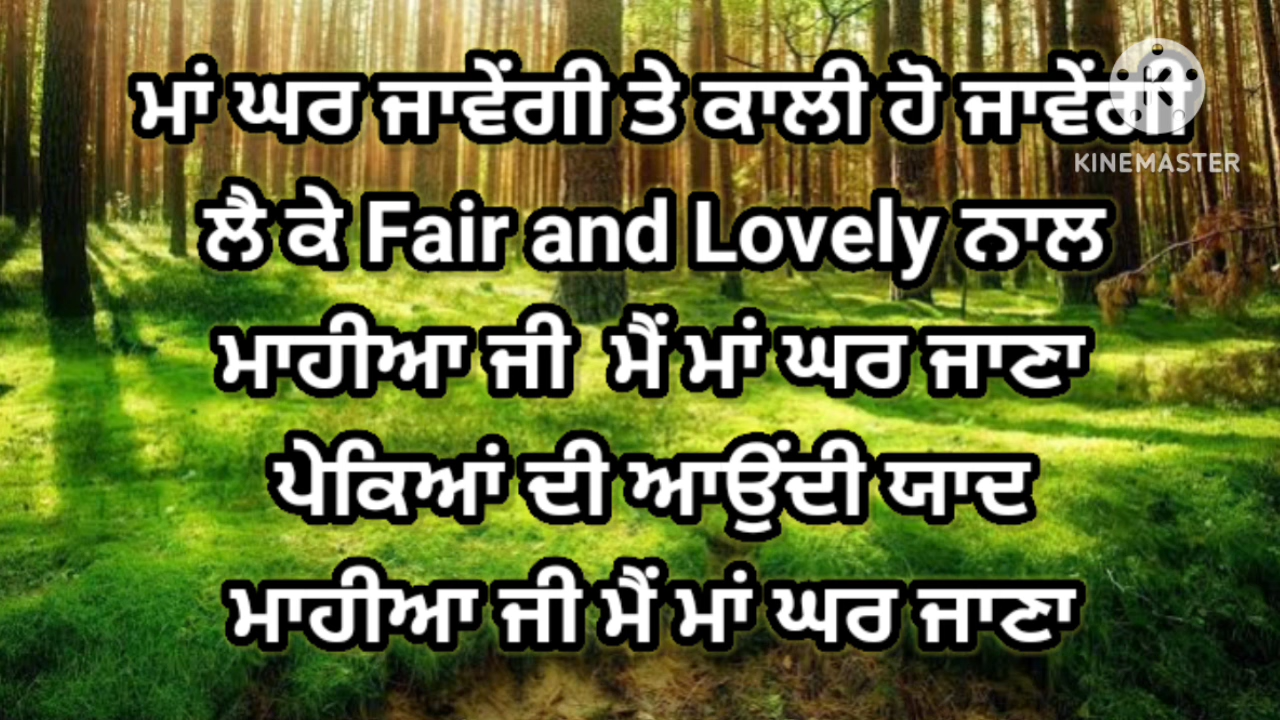 ਮਾਂ ਘਰ ਜਾਵੇਂਗੀ ਤੇ ਕਾਲੀ ਹੋ ਜਾਵੇਂਗੀ
KINEMASTER
ਲੈ ਕੇ Fair and Lovely ਨਾਲ
ਮਾਹੀਆ ਜੀ ਮੈਂ ਮਾਂ ਘਰ ਜਾਣਾ
ਪੇਕਿਆਂ ਦੀ ਆਉਂਦੀ ਯਾਦ
ਮਾਹੀਆ ਜੀ ਮੈਂ ਮਾਂ ਘਰ ਜਾਣਾ